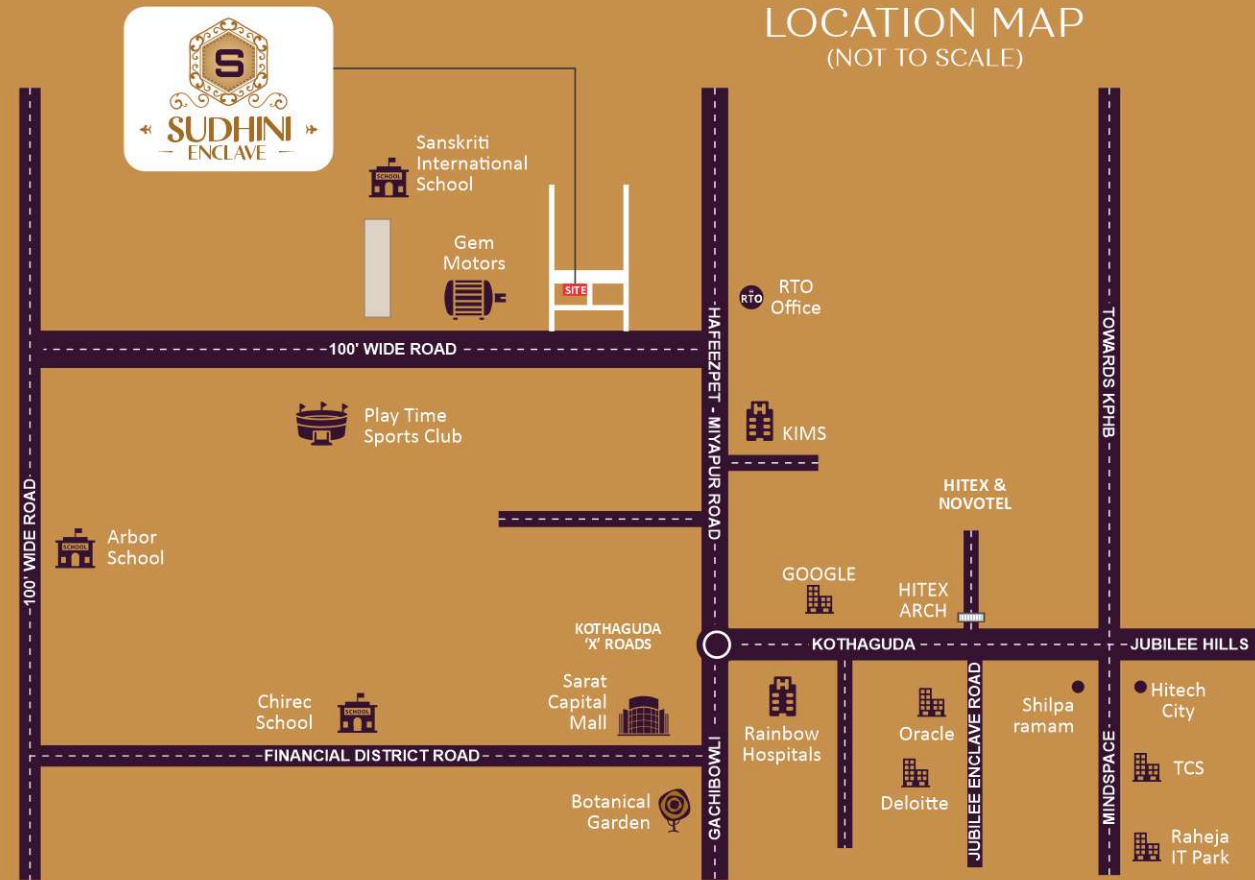 LOCATION MAP
(NOT TO SCALE)
S
SUDHINI
ENCLAVE
Sanskriti
International
School
SCHOOL
Gem
Motors
SITE
RTO
RTO
Office
100' WIDE ROAD
HAFEEZPET - MIYAPUR ROAD
TOWARDS KPHB
Play Time
Sports Club
H
KIMS
HITEX &
NOVOTEL
100' WIDE ROAD
SCHOOL
Arbor
School
GOOGLE
HITEX
ARCH
KOTHAGUDA
'X' ROADS
KOTHAGUDA
JUBILEE HILLS
Chirec
School
SCHOOL
Sarat
Capital
Mall
H
Rainbow
Hospitals
Oracle
Deloitte
JUBILEE ENCLAVE ROAD
Shilpa
ramam
Hitech
City
MINDSPACE
TCS
FINANCIAL DISTRICT ROAD
GACHIBOWLI
Botanical
Garden
Raheja
IT Park